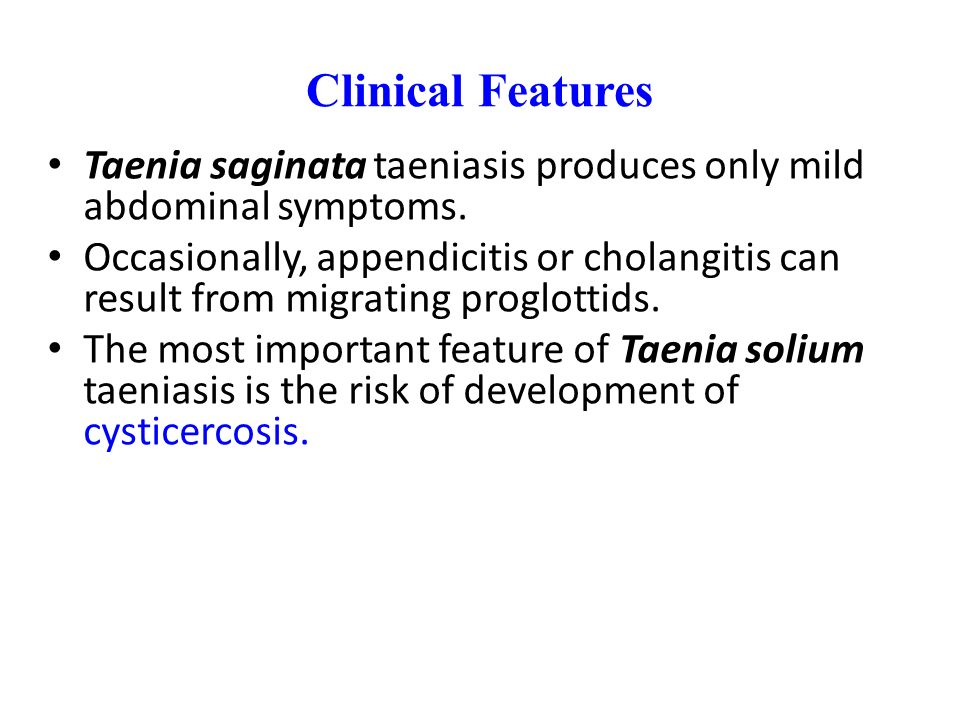 Clinical Features
• Taenia saginata taeniasis produces only mild
abdominal symptoms.
• Occasionally, appendicitis or cholangitis can
result from migrating proglottids.
• The most important feature of Taenia solium
taeniasis is the risk of development of
cysticercosis.